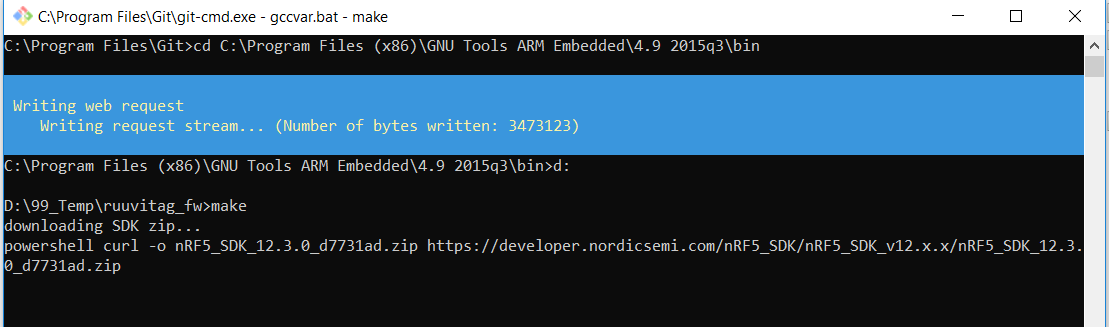 C:\Program Files\Git\git-cmd.exe - gccvar.bat - make
C:\Program Files\Git>cd C:\Program Files (x86)\GNU Tools ARM Embedded\4.9 2015q3\bin
Writing web request
Writing request stream... (Number of bytes written: 3473123)
C:\Program Files (x86)\GNU Tools ARM Embedded\4.9 2015q3\bin>d:
D:\99_Temp\ruuvitag_fw>make
downloading SDK zip...
powershell curl -o nRF5_SDK_12.3.0_d7731ad.zip https://developer.nordicsemi.com/nRF5_SDK/nRF5_SDK_v12.x.x/nRF5_SDK_12.3.
0_d7731ad.zip